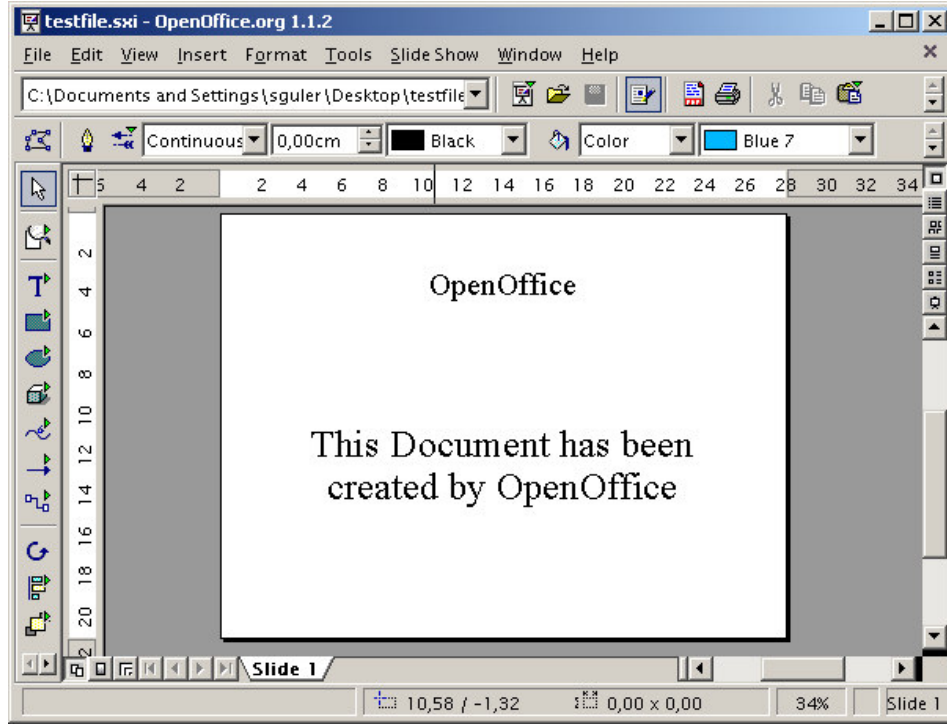 testfile.sxi - OpenOffice.org 1.1.2
File Edit View Insert Format Tools Slide Show Window Help
C:\Documents and Settings\sguler\Desktop\testfile
Continuous 0,00cm Black Color Blue 7
5 4 2 2 4 6 8 10 12 14 16 18 20 22 24 26 28 30 32 34
2
4
6
8
10
12
14
16
18
20
2
OpenOffice
This Document has been
created by OpenOffice
Slide 1
10,58 / -1,32 0,00 x 0,00 34% Slide 1